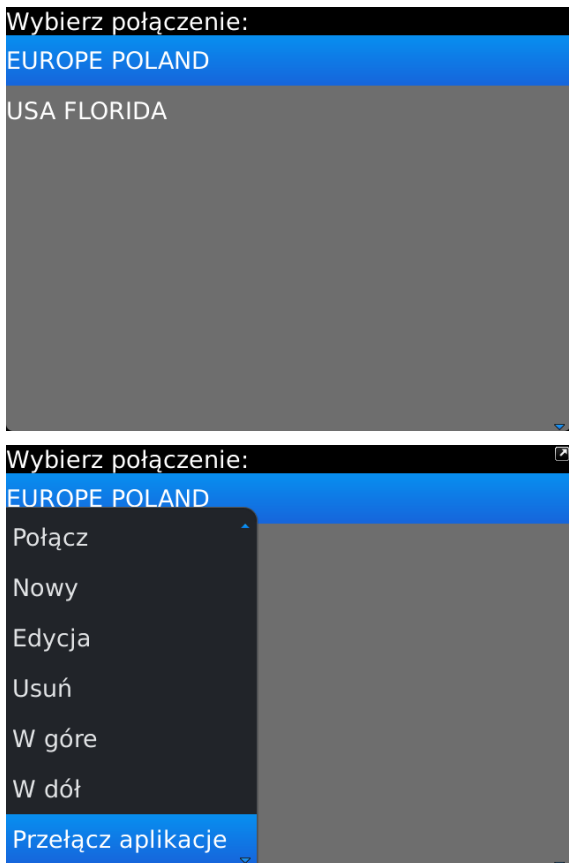 Wybierz połączenie:
EUROPE POLAND
USA FLORIDA
Wybierz połączenie:
EUROPE POLAND
Połącz
Nowy
Edycja
Usuń
W góre
W dół
Przełącz aplikacje